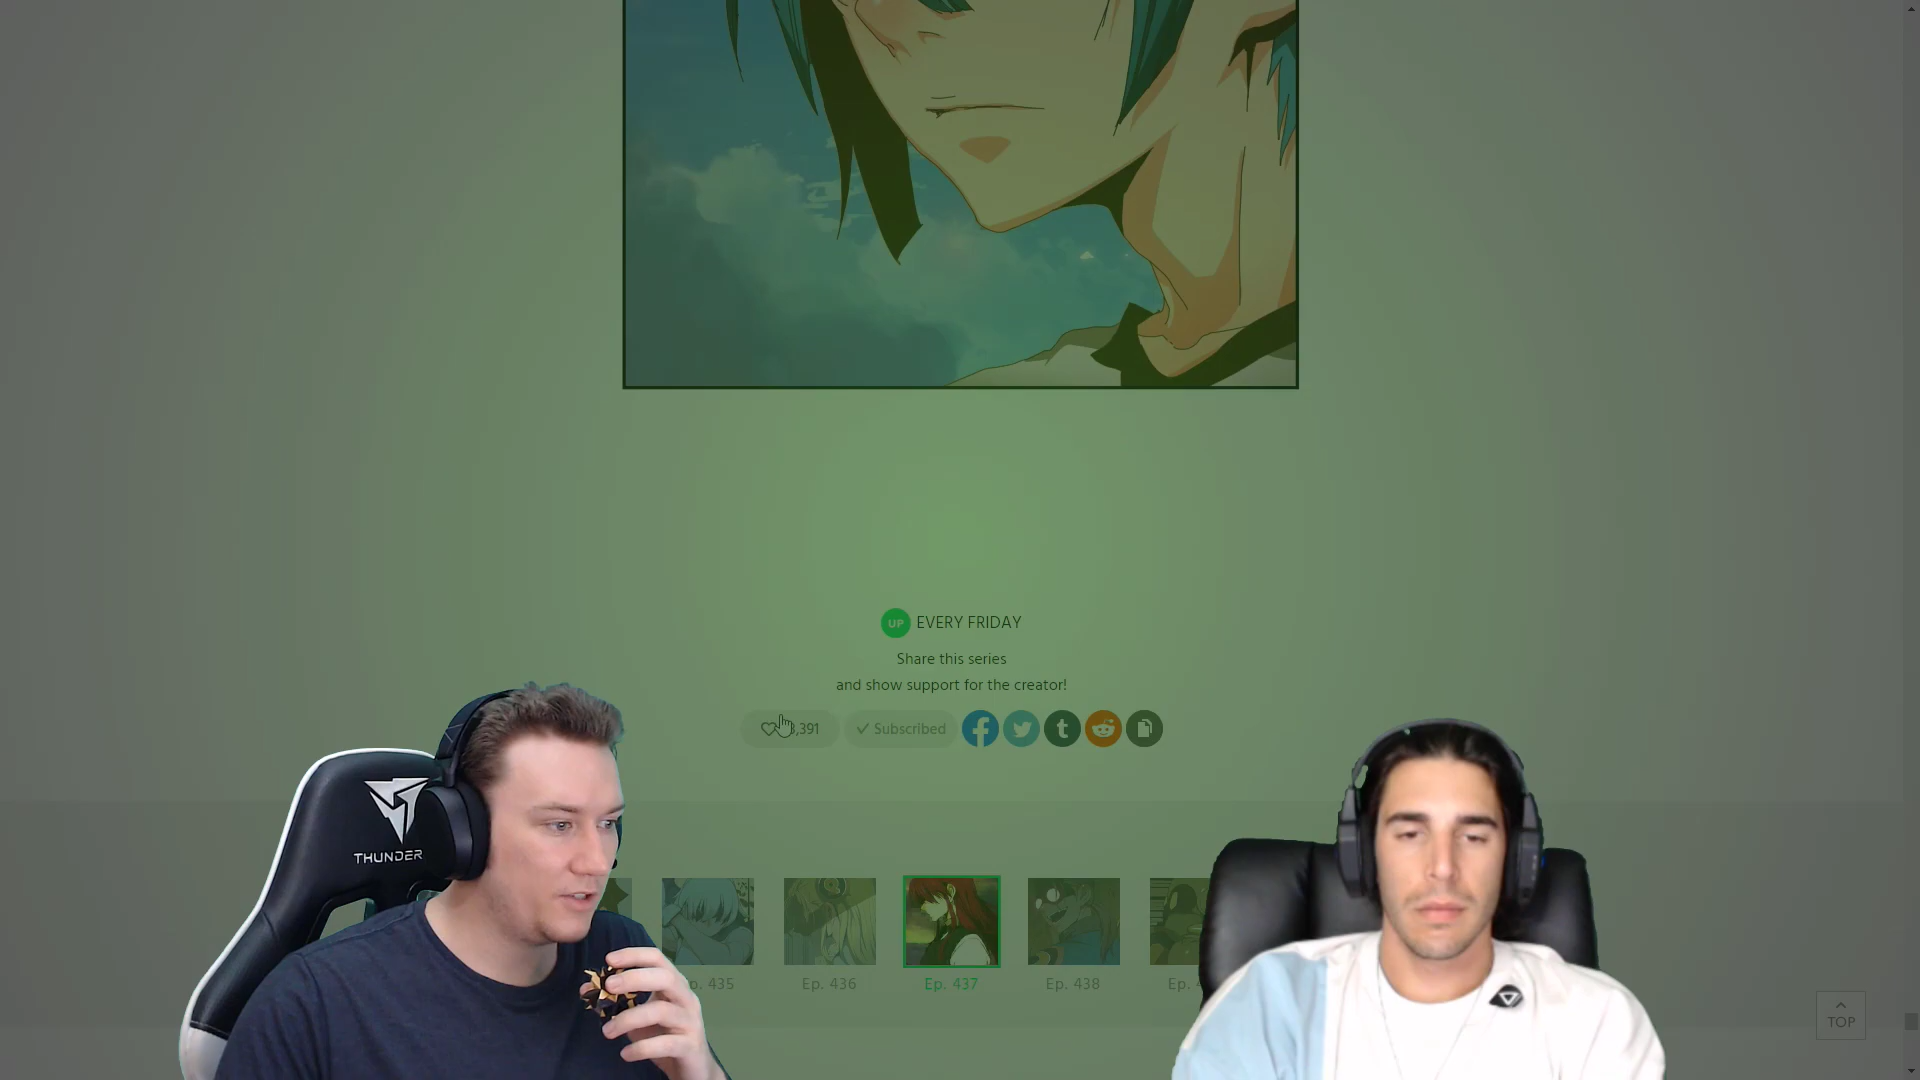 UP EVERY FRIDAY
Share this series
and show support for the creator!
,391 Subscribed
THUNDER
435 Ep. 436 Ep. 437 Ep. 438 Ep.
TOP